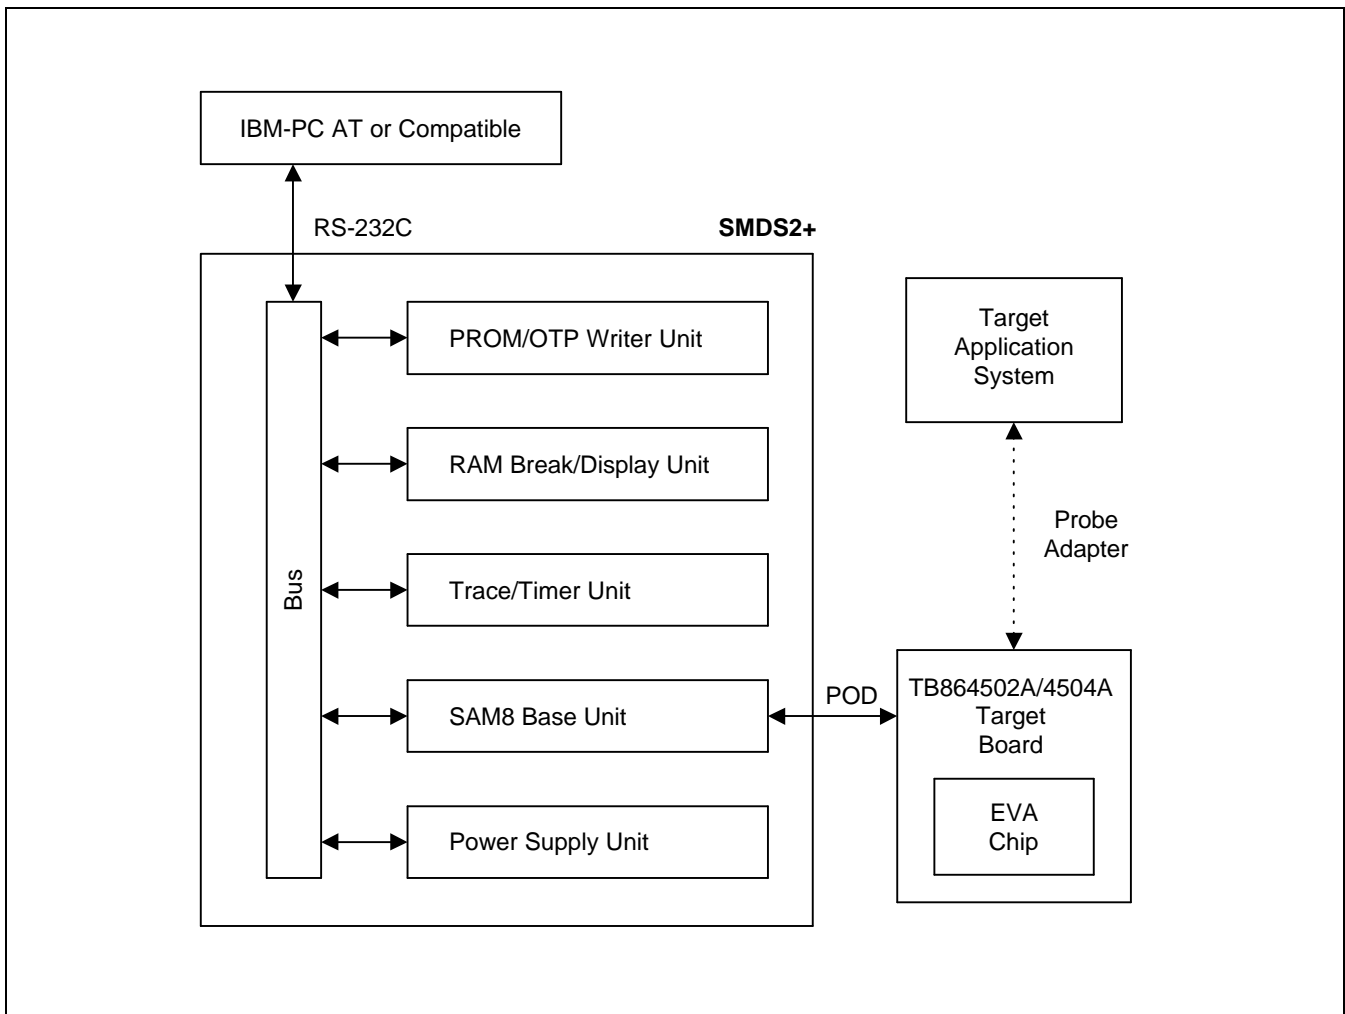 IBM-PC AT or Compatible
RS-232C
SMDS2+
PROM/OTP Writer Unit
RAM Break/Display Unit
Trace/Timer Unit
SAM8 Base Unit
Power Supply Unit
Bus
POD
Target
Application
System
Probe
Adapter
TB864502A/4504A
Target
Board
EVA
Chip